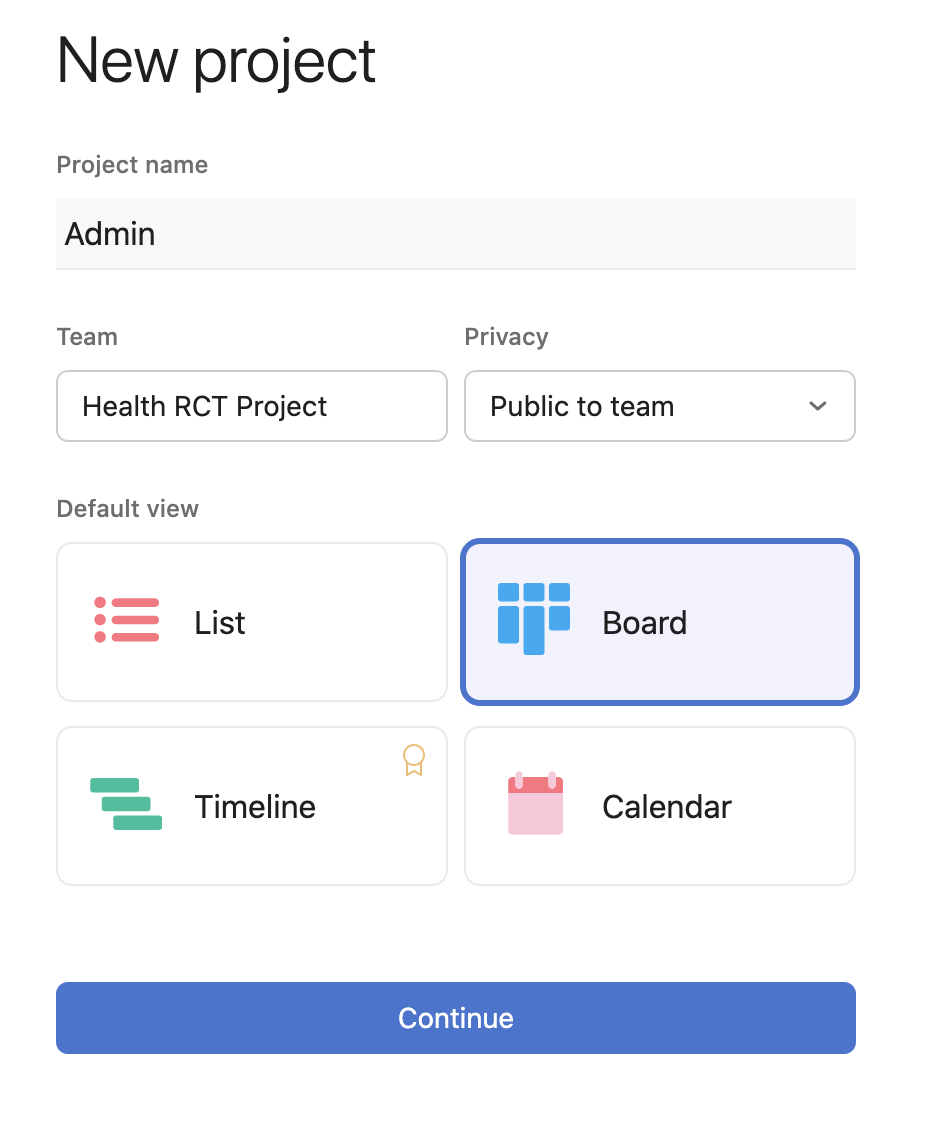 New project
Project name
Admin
Team
Privacy
Health RCT Project
Public to team
Default view
List
Board
Timeline
Calendar
Continue